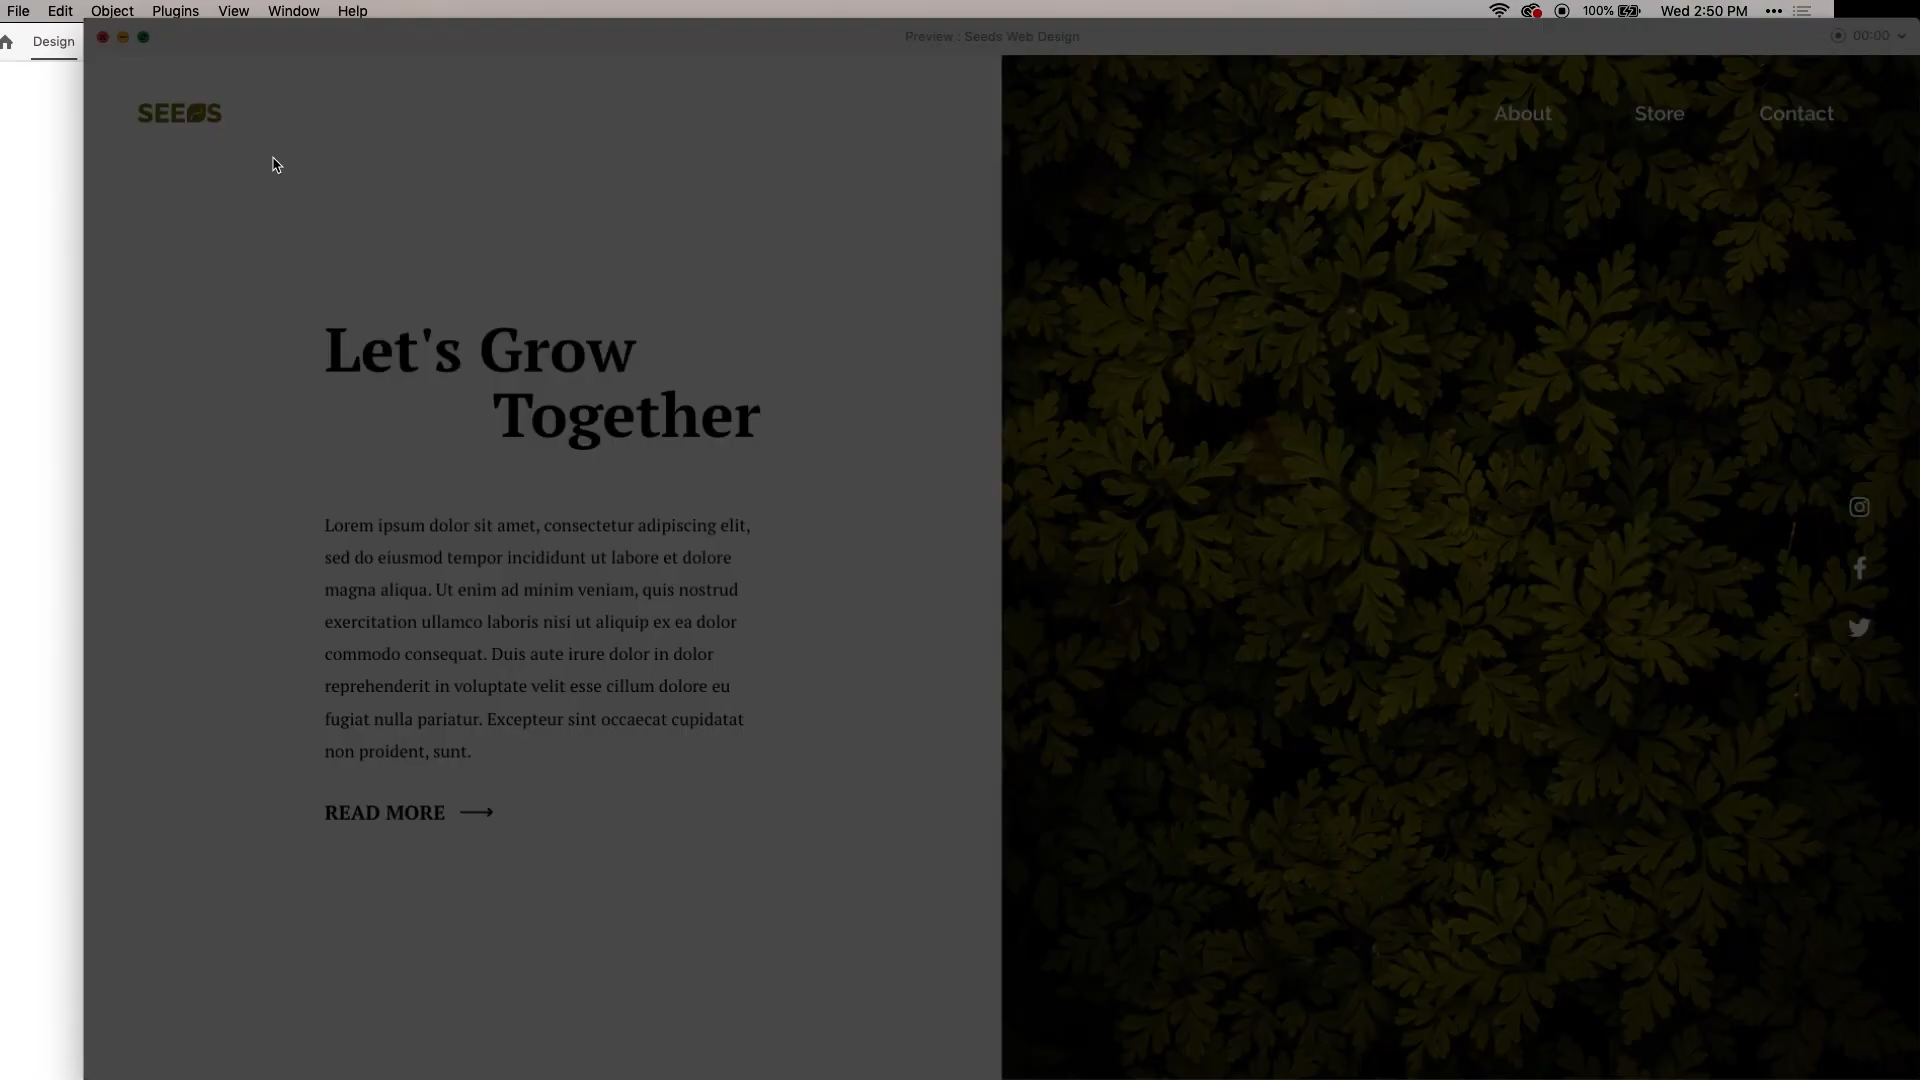 File Edit Object Plugins View Window Help 100% Wed 2:50 PM
Design
Preview : Seeds Web Design 00:00
SEEDS
About Store Contact
Let's Grow
Together
Lorem ipsum dolor sit amet, consectetur adipiscing elit,
sed do eiusmod tempor incididunt ut labore et dolore
magna aliqua. Ut enim ad minim veniam, quis nostrud
exercitation ullamco laboris nisi ut aliquip ex ea dolor
commodo consequat. Duis aute irure dolor in dolor
reprehenderit in voluptate velit esse cillum dolore eu
fugiat nulla pariatur. Excepteur sint occaecat cupidatat
non proident, sunt.
READ MORE